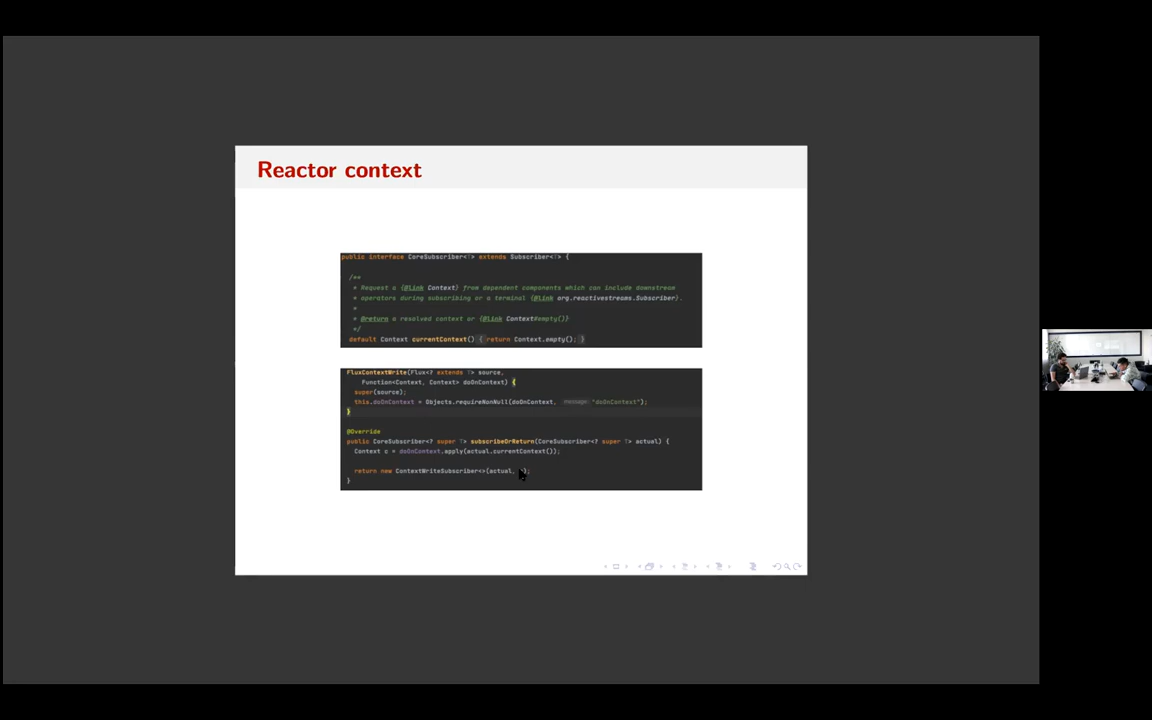 Reactor context
public interface CoreSubscriber<T> extends Subscriber<T> {
/**
* Request a {@link Context} from dependent components which can include downstream
* operators during subscribing or a terminal {@link org.reactivestreams.Subscriber}.
*
* @return a resolved context or {@link Context#empty()}
*/
default Context currentContext() { return Context.empty(); }
FluxContextWrite(Flux<? extends T> source,
Function<Context, Context> doOnContext) {
super(source);
this.doOnContext = Objects.requireNonNull(doOnContext, message: "doOnContext");
}
@Override
public CoreSubscriber<? super T> subscribeOrReturn(CoreSubscriber<? super T> actual) {
Context c = doOnContext.apply(actual.currentContext());
return new ContextWriteSubscriber<>(actual, );
}